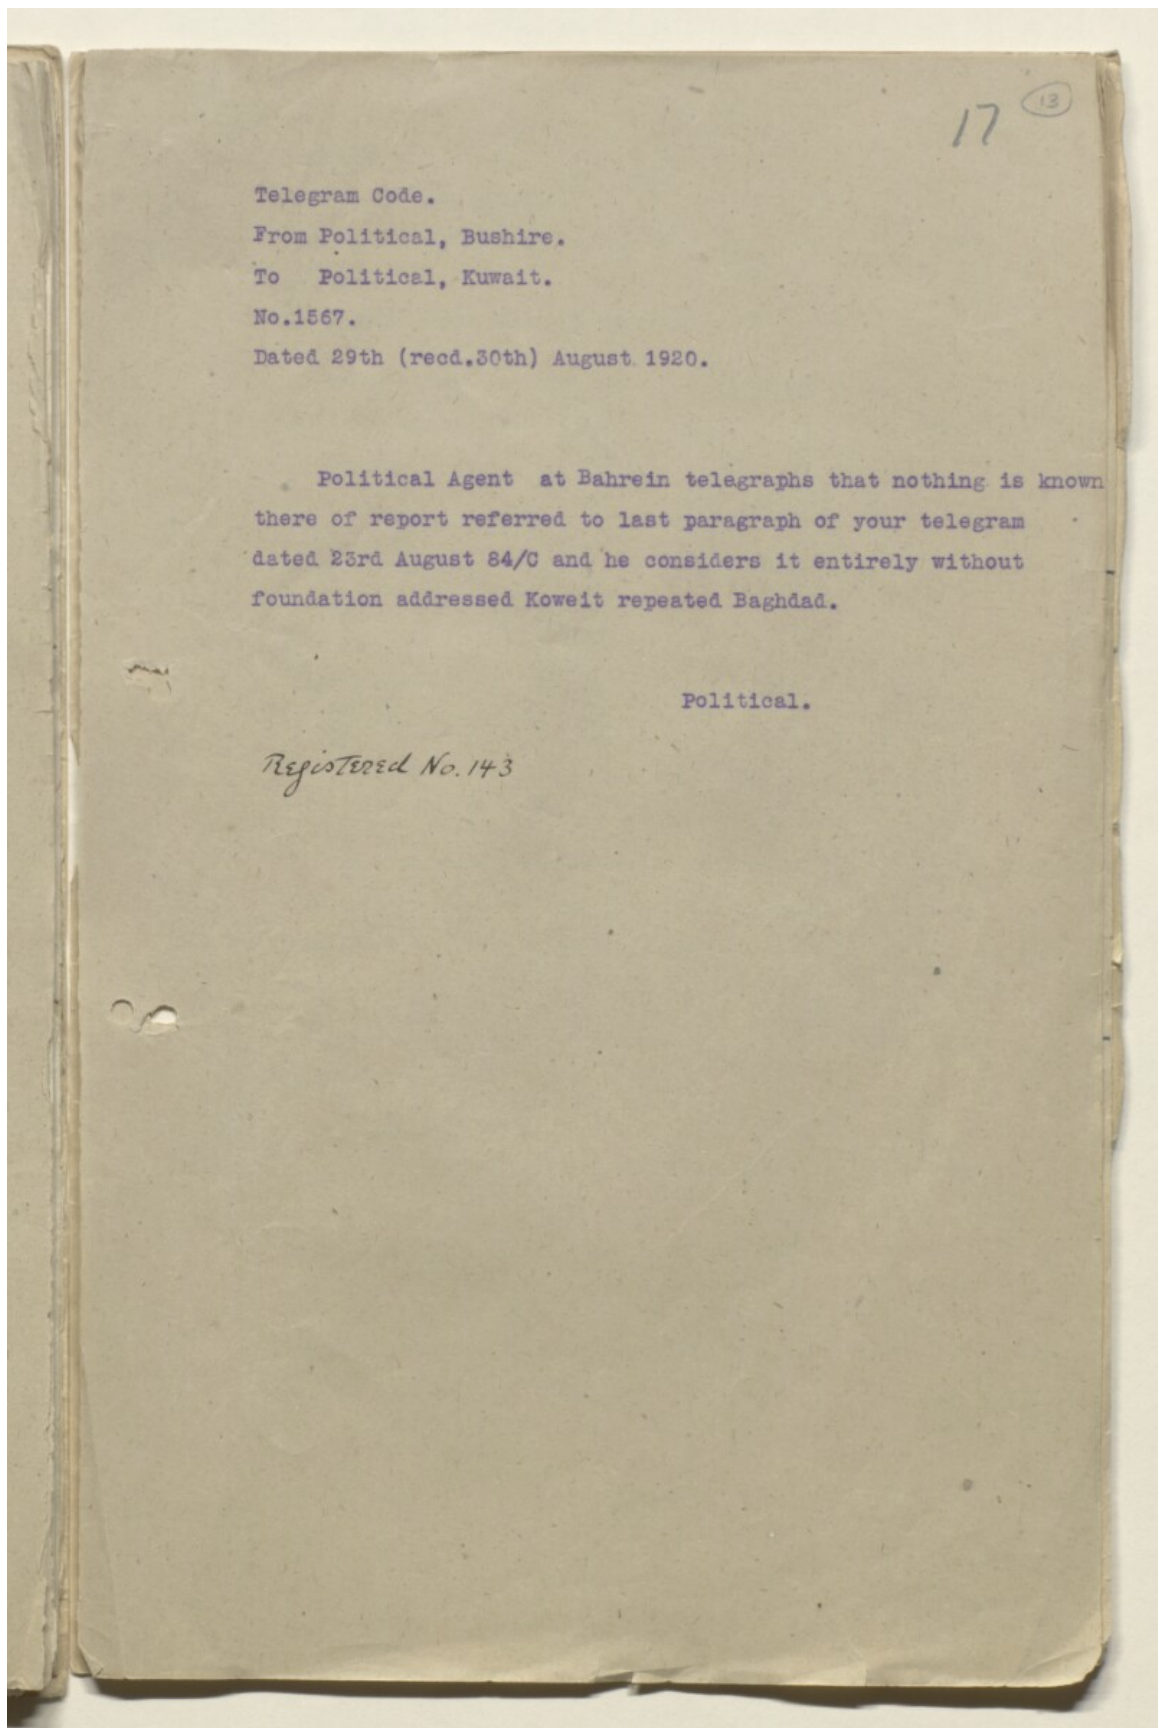 17
13
Telegram Code.
From Political, Bushire.
To Political, Kuwait.
No.1567.
Dated 29th (recd.30th) August 1920.
Political Agent at Bahrein telegraphs that nothing is known
there of report referred to last paragraph of your telegram
dated 23rd August 84/C and he considers it entirely without
foundation addressed Koweit repeated Baghdad.
Political.
Registered No. 143